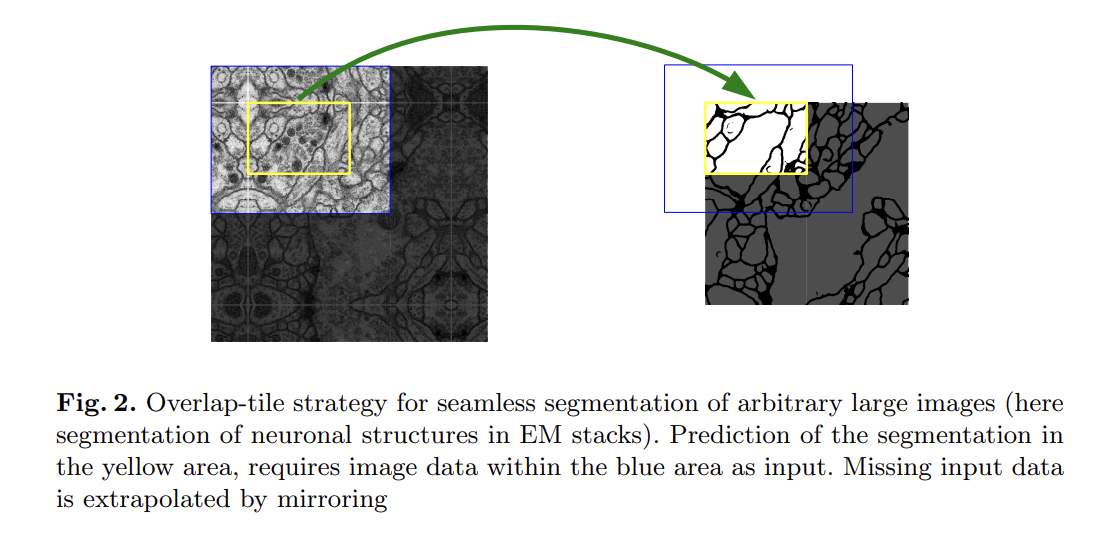 Fig. 2. Overlap-tile strategy for seamless segmentation of arbitrary large images (here
segmentation of neuronal structures in EM stacks). Prediction of the segmentation in
the yellow area, requires image data within the blue area as input. Missing input data
is extrapolated by mirroring